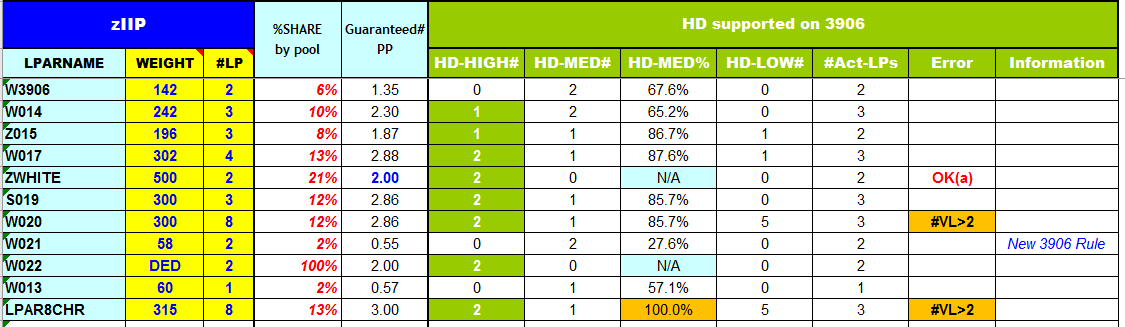 zIIP %SHARE by pool Guaranteed# PP HD supported on 3906
LPARNAME WEIGHT #LP HD-HIGH# HD-MED# HD-MED% HD-LOW# #Act-LPs Error Information
W3906 142 2 6% 1.35 0 2 67.6% 0 2
W014 242 3 10% 2.30 1 2 65.2% 0 3
Z015 196 3 8% 1.87 1 1 86.7% 1 2
W017 302 4 13% 2.88 2 1 87.6% 1 3
ZWHITE 500 2 21% 2.00 2 0 N/A 0 2 OK(a)
S019 300 3 12% 2.86 2 1 85.7% 0 3
W020 300 8 12% 2.86 2 1 85.7% 5 3 #VL>2
W021 58 2 2% 0.55 0 2 27.6% 0 2 New 3906 Rule
W022 DED 2 100% 2.00 2 0 N/A 0 2
W013 60 1 2% 0.57 0 1 57.1% 0 1
LPAR8CHR 315 8 13% 3.00 2 1 100.0% 5 3 #VL>2